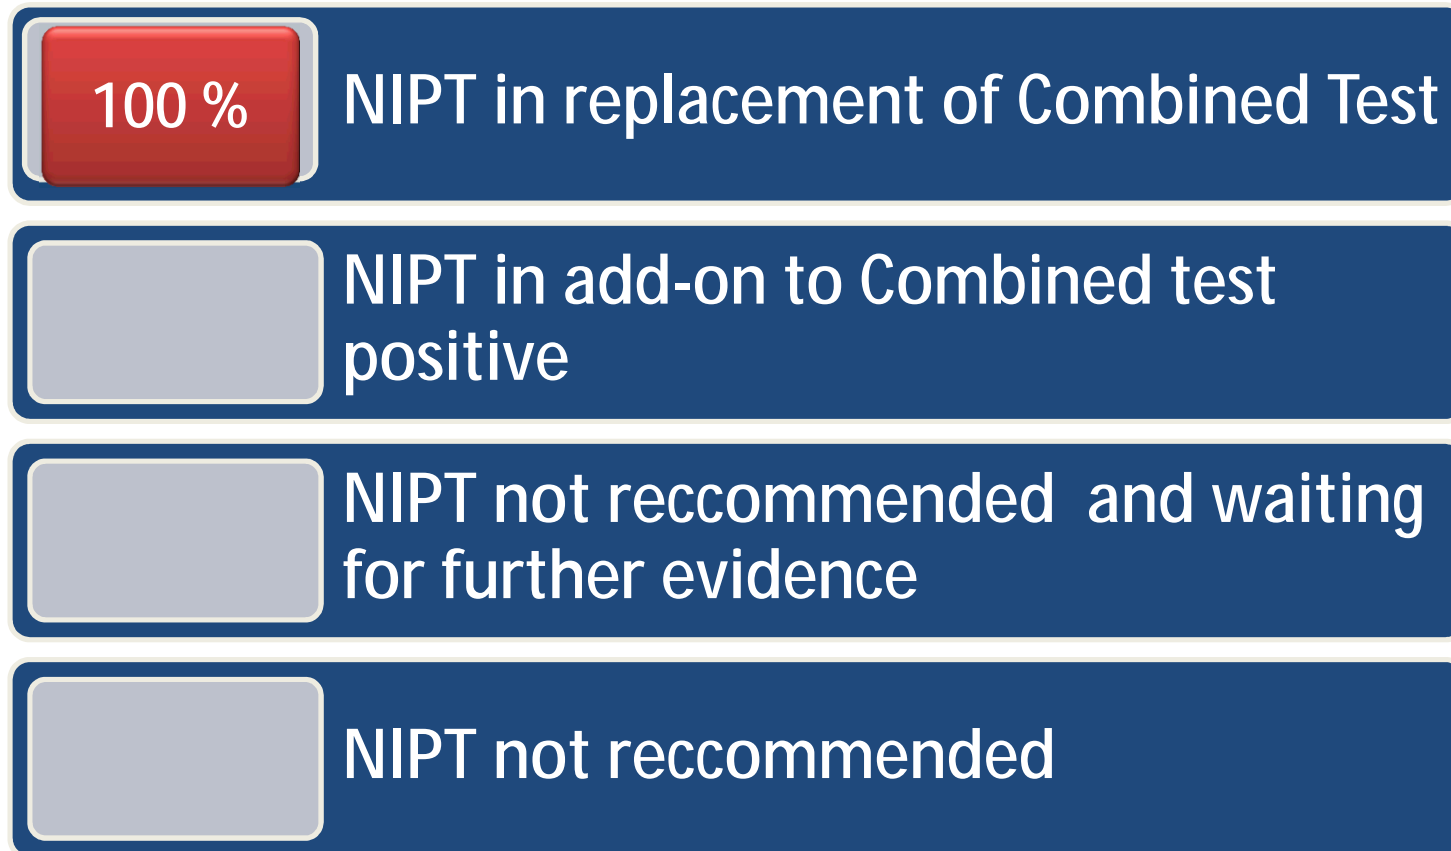 100 %
NIPT in replacement of Combined Test
NIPT in add-on to Combined test
positive
NIPT not reccommended and waiting
for further evidence
NIPT not reccommended